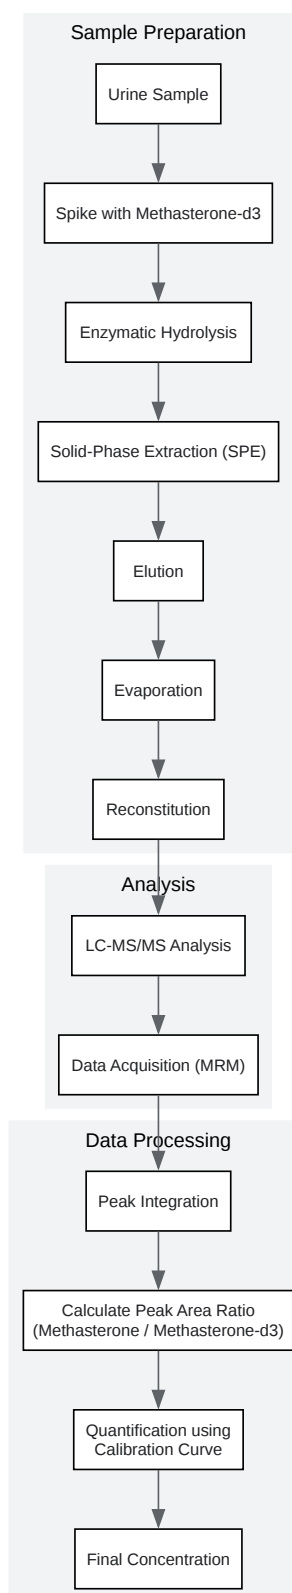 Sample Preparation
Urine Sample
Spike with Methasterone-d3
Enzymatic Hydrolysis
Solid-Phase Extraction (SPE)
Elution
Evaporation
Reconstitution
Analysis
LC-MS/MS Analysis
Data Acquisition (MRM)
Data Processing
Peak Integration
Calculate Peak Area Ratio
(Methasterone / Methasterone-d3)
Quantification using
Calibration Curve
Final Concentration